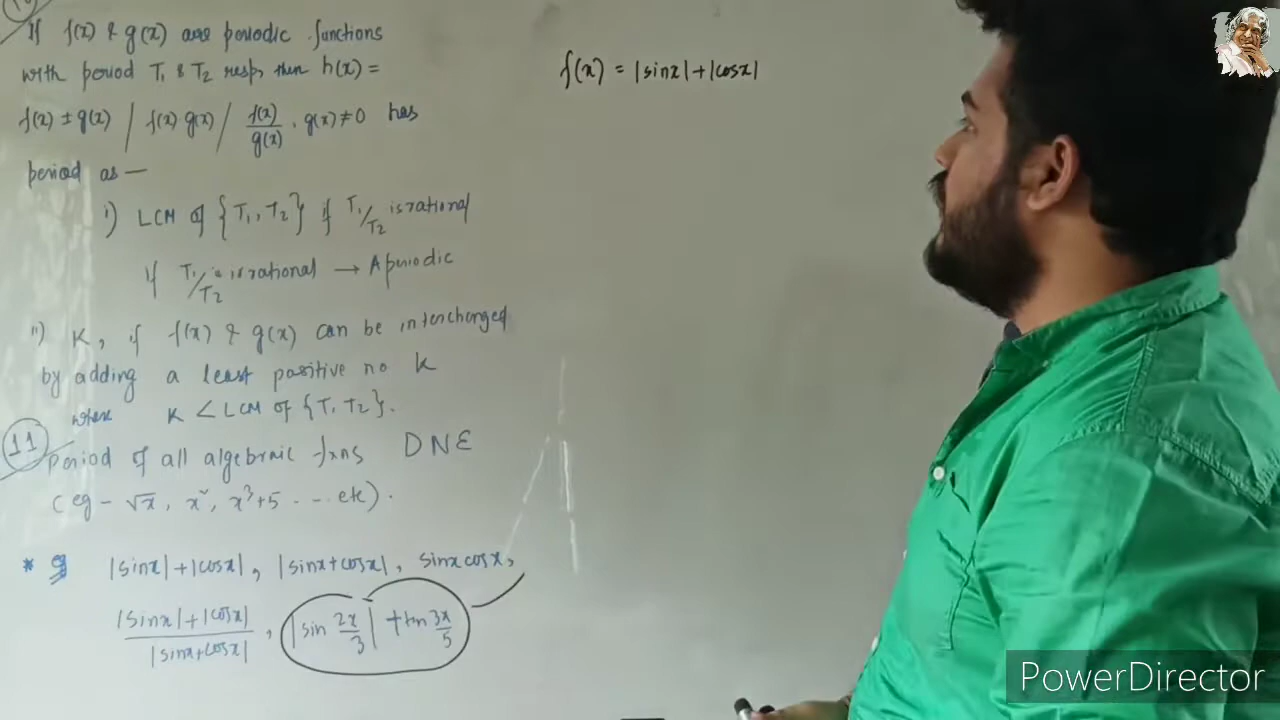 If f(x) & g(x) are periodic functions
with period T₁ & T₂ resp, then h(x) =
f(x) ± g(x) / f(x) g(x) / f(x)/g(x), g(x) ≠ 0 has
period as —
i) LCM of {T₁, T₂} if T₁/T₂ is rational
if T₁/T₂ is irrational → Aperiodic
ii) K, if f(x) & g(x) can be interchanged
by adding a least positive no K
where K < LCM of {T₁ T₂}.
11 Period of all algebraic fxns DNE
(eg - √x, x², x³+5 ... etc).
* |sinx|+|cosx|, |sinx+cosx|, sinx cosx,
|sinx|+|cosx| / |sinx+cosx|, |sin 2x/3| + tan 3x/5
f(x) = |sinx|+|cosx|
PowerDirector